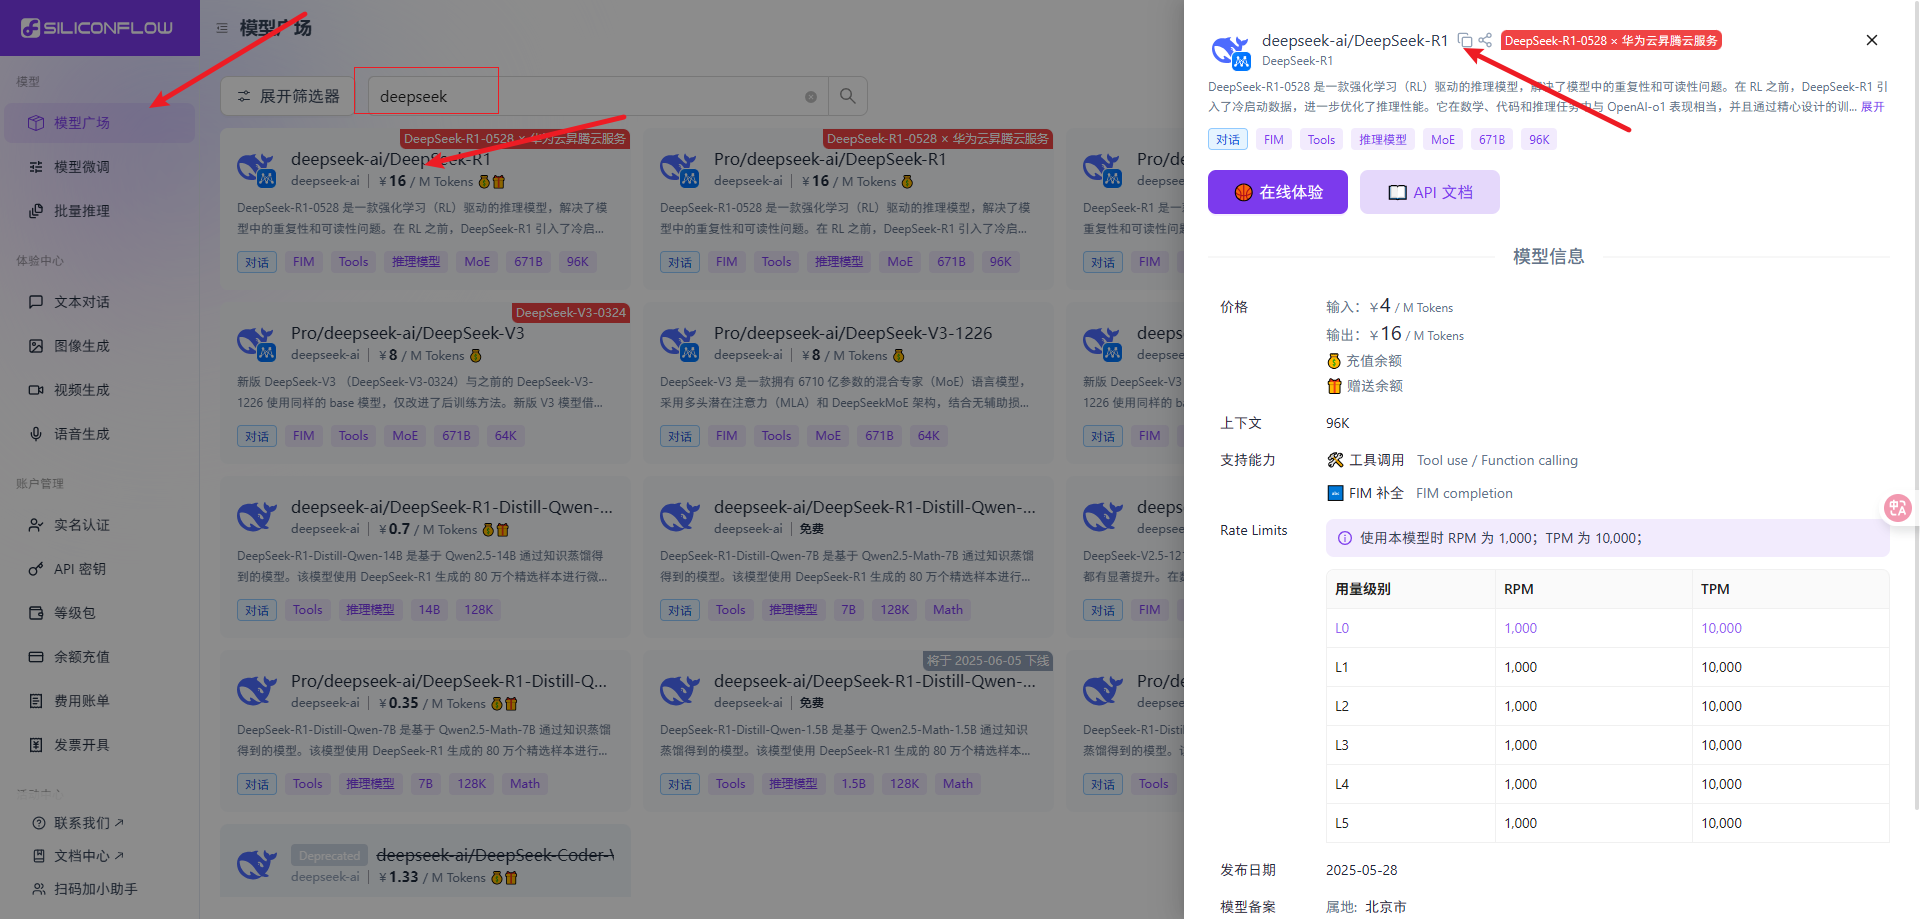 SILICONFLOW
模型
模型广场
模型微调
批量推理
体验中心
文本对话
图像生成
视频生成
语音生成
账户管理
实名认证
API 密钥
等级包
余额充值
费用账单
发票开具
联系我们
文档中心
扫码加小助手
模型广场
展开筛选器
deepseek
DeepSeek-R1-0528 × 华为云昇腾云服务
deepseek-ai/DeepSeek-R1
deepseek-ai | ¥16 / M Tokens
DeepSeek-R1-0528 是一款强化学习（RL）驱动的推理模型，解决了模
型中的重复性和可读性问题。在 RL 之前，DeepSeek-R1 引入了冷启...
对话 FIM Tools 推理模型 MoE 671B 96K
DeepSeek-R1-0528 × 华为云昇腾云服务
Pro/deepseek-ai/DeepSeek-R1
deepseek-ai | ¥16 / M Tokens
DeepSeek-R1-0528 是一款强化学习（RL）驱动的推理模型，解决了模
型中的重复性和可读性问题。在 RL 之前，DeepSeek-R1 引入了冷启...
对话 FIM Tools 推理模型 MoE 671B 96K
Pro/de
deepseek-
DeepSeek-R1 是一
现性和可读性问题
对话 FIM
DeepSeek-V3-0324
Pro/deepseek-ai/DeepSeek-V3
deepseek-ai | ¥8 / M Tokens
新版 DeepSeek-V3 （DeepSeek-V3-0324）与之前的 DeepSeek-V3-
1226 使用同样的 base 模型，仅改进了后训练方法。新版 V3 模型借...
对话 FIM Tools MoE 671B 64K
Pro/deepseek-ai/DeepSeek-V3-1226
deepseek-ai | ¥8 / M Tokens
DeepSeek-V3 是一款拥有 6710 亿参数的混合专家（MoE）语言模型，
采用多头潜在注意力（MLA）和 DeepSeekMoE 架构，结合无辅助损...
对话 FIM Tools MoE 671B 64K
deeps
deepseek-
新版 DeepSeek-V
1226 使用同样的
对话 FIM
deepseek-ai/DeepSeek-R1-Distill-Qwen-...
deepseek-ai | ¥0.7 / M Tokens
DeepSeek-R1-Distill-Qwen-14B 是基于 Qwen2.5-14B 通过知识蒸馏得
到的模型。该模型使用 DeepSeek-R1 生成的 80 万个精选样本进行微...
对话 Tools 推理模型 14B 128K
deepseek-ai/DeepSeek-R1-Distill-Qwen-...
deepseek-ai | 免费
DeepSeek-R1-Distill-Qwen-7B 是基于 Qwen2.5-Math-7B 通过知识蒸馏
得到的模型。该模型使用 DeepSeek-R1 生成的 80 万个精选样本进行...
对话 Tools 推理模型 7B 128K Math
deeps
deepseek-
DeepSeek-V2.5-12
都有显著提升。在数
对话 FIM
Pro/deepseek-ai/DeepSeek-R1-Distill-Q...
deepseek-ai | ¥0.35 / M Tokens
DeepSeek-R1-Distill-Qwen-7B 是基于 Qwen2.5-Math-7B 通过知识蒸馏
得到的模型。该模型使用 DeepSeek-R1 生成的 80 万个精选样本进行...
对话 Tools 推理模型 7B 128K Math
将于 2025-06-05 下线
deepseek-ai/DeepSeek-R1-Distill-Qwen-...
deepseek-ai | 免费
DeepSeek-R1-Distill-Qwen-1.5B 是基于 Qwen2.5-Math-1.5B 通过知识
蒸馏得到的模型。该模型使用 DeepSeek-R1 生成的 80 万个精选样本...
对话 Tools 推理模型 1.5B 128K Math
Pro/d
deepseek-
DeepSeek-R1-Disti
蒸馏得到的模型。
对话 Tools
Deprecated deepseek-ai/DeepSeek-Coder-V
deepseek-ai | ¥1.33 / M Tokens
deepseek-ai/DeepSeek-R1 DeepSeek-R1-0528 × 华为云昇腾云服务
DeepSeek-R1
DeepSeek-R1-0528 是一款强化学习（RL）驱动的推理模型，解决了模型中的重复性和可读性问题。在 RL 之前，DeepSeek-R1 引
入了冷启动数据，进一步优化了推理性能。它在数学、代码和推理任务中与 OpenAI-o1 表现相当，并且通过精心设计的训... 展开
对话 FIM Tools 推理模型 MoE 671B 96K
在线体验 API 文档
模型信息
价格 输入：¥4 / M Tokens
输出：¥16 / M Tokens
充值余额
赠送余额
上下文 96K
支持能力 工具调用 Tool use / Function calling
FIM 补全 FIM completion
Rate Limits 使用本模型时 RPM 为 1,000；TPM 为 10,000；
用量级别 RPM TPM
L0 1,000 10,000
L1 1,000 10,000
L2 1,000 10,000
L3 1,000 10,000
L4 1,000 10,000
L5 1,000 10,000
发布日期 2025-05-28
模型备案 属地：北京市